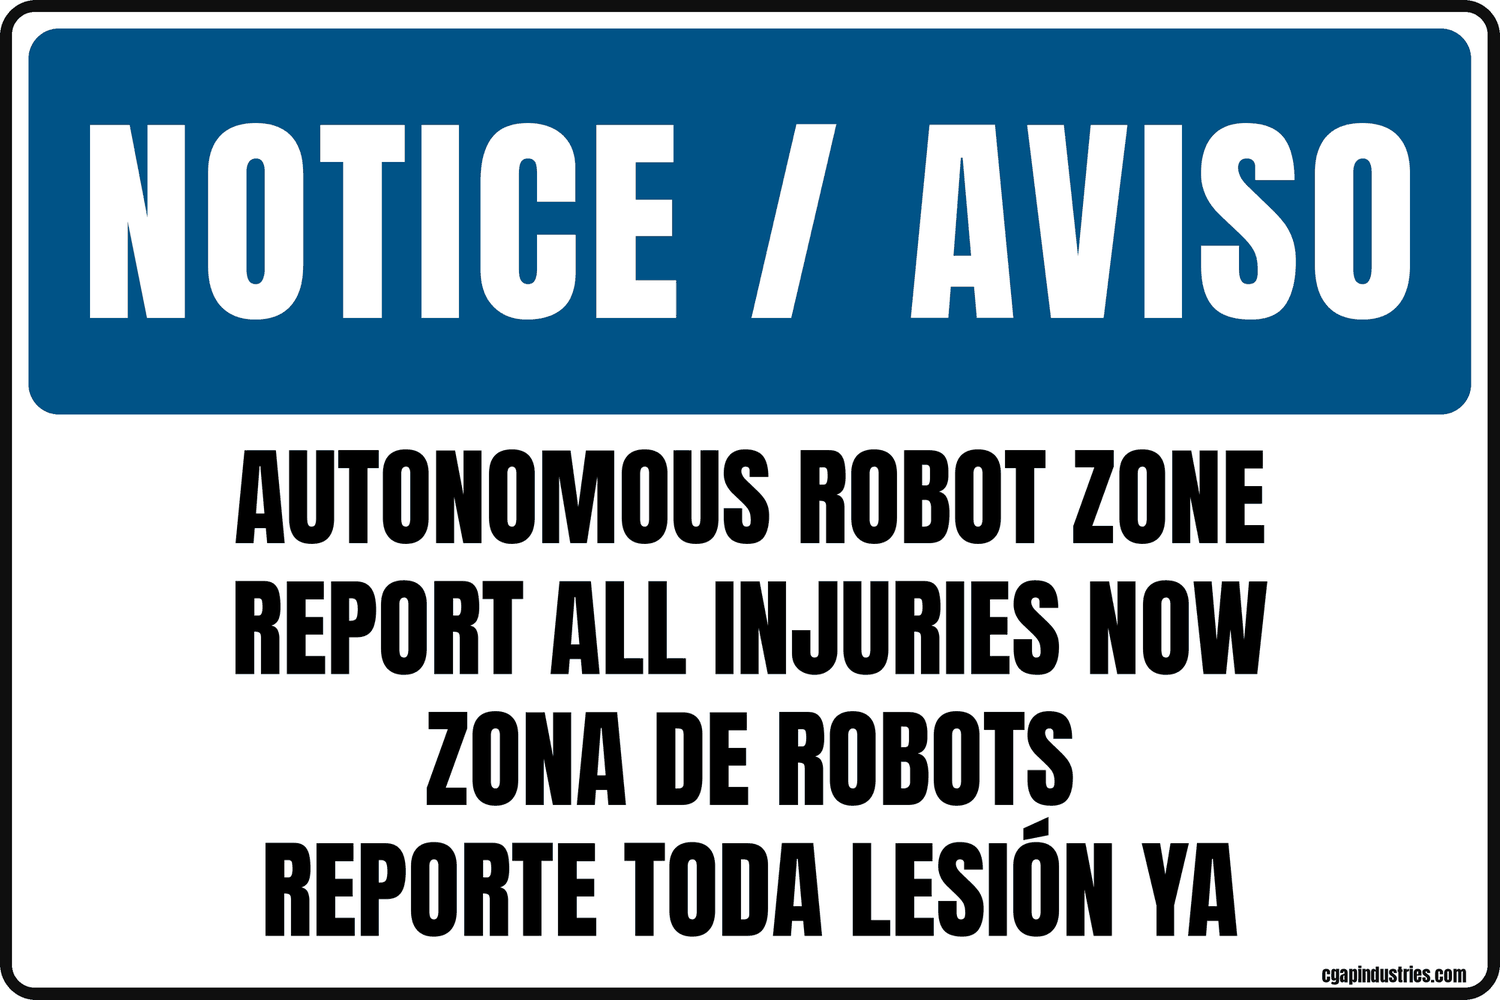 NOTICE / AVISO
AUTONOMOUS ROBOT ZONE
REPORT ALL INJURIES NOW
ZONA DE ROBOTS
REPORTE TODA LESIÓN YA
cgapindustries.com